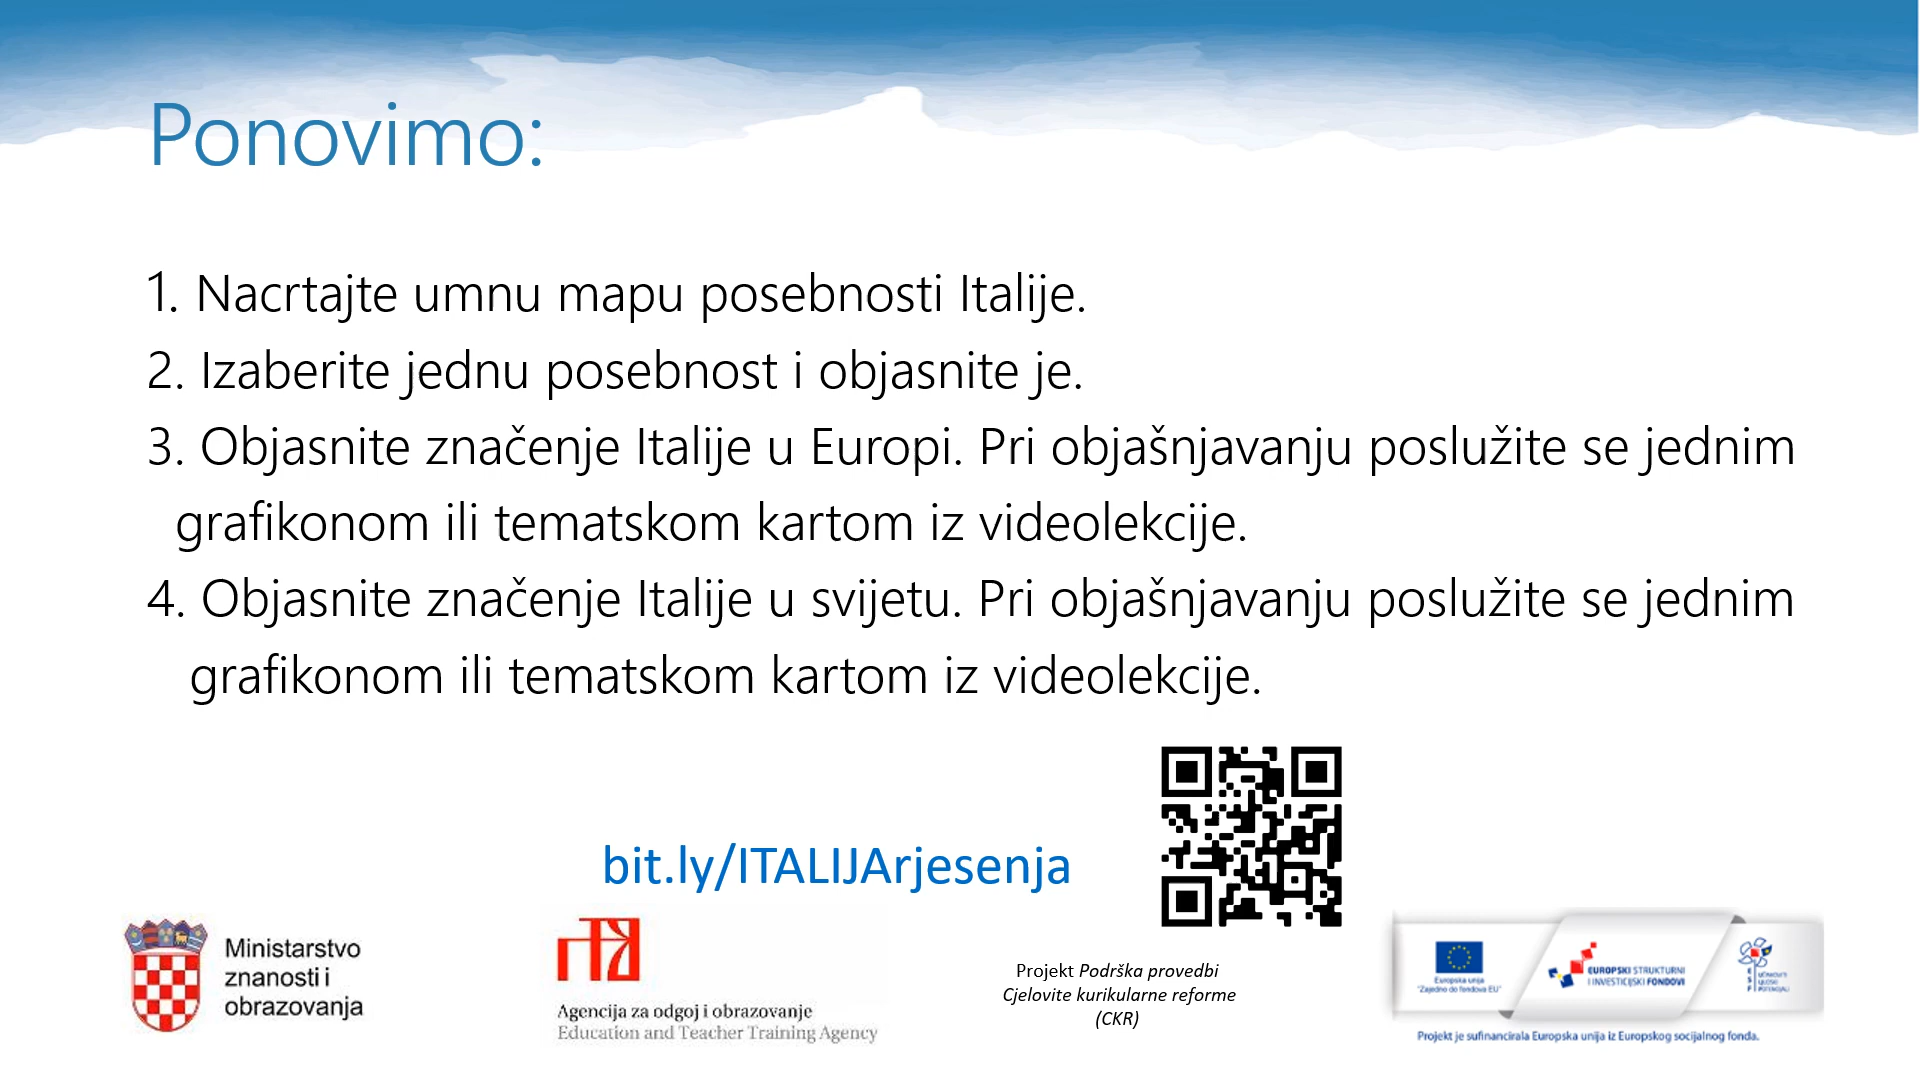 Ponovimo:
1. Nacrtajte umnu mapu posebnosti Italije.
2. Izaberite jednu posebnost i objasnite je.
3. Objasnite značenje Italije u Europi. Pri objašnjavanju poslužite se jednim
grafikonom ili tematskom kartom iz videolekcije.
4. Objasnite značenje Italije u svijetu. Pri objašnjavanju poslužite se jednim
grafikonom ili tematskom kartom iz videolekcije.
bit.ly/ITALIJArjesenja
Ministarstvo
znanosti i
obrazovanja
Agencija za odgoj i obrazovanje
Education and Teacher Training Agency
Projekt Podrška provedbi
Cjelovite kurikularne reforme
(CKR)
Europska unija
"Zajedno do fondova EU"
EUROPSKI STRUKTURNI
I INVESTICIJSKI FONDOVI
Projekt je sufinancirala Europska unija iz Europskog socijalnog fonda.